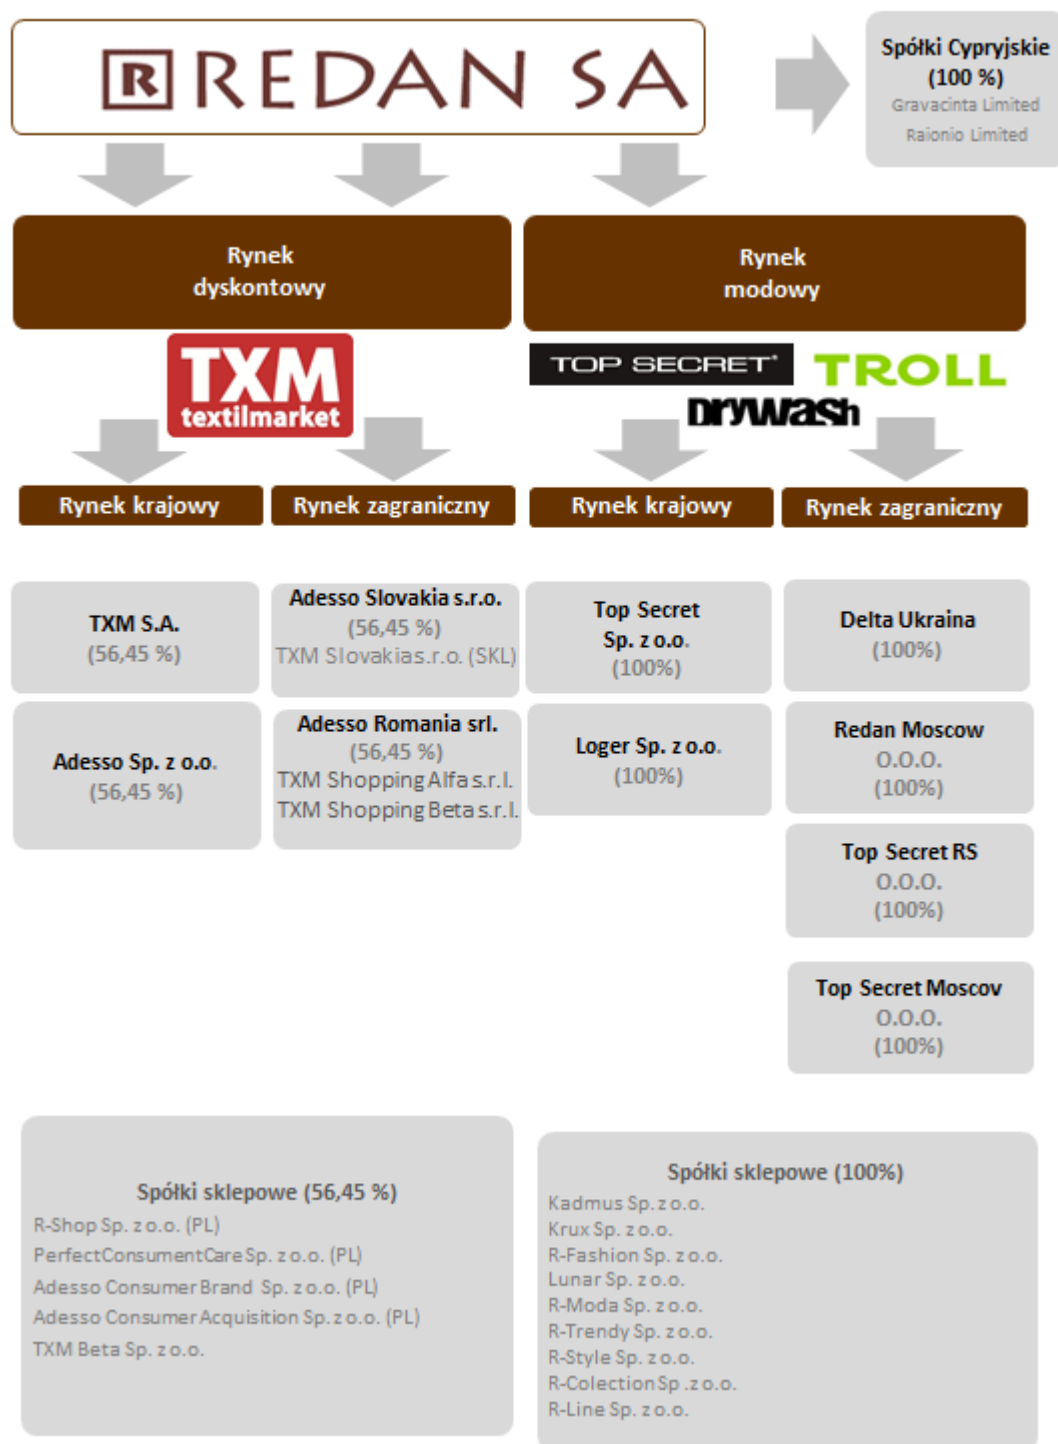 R REDAN SA
Spółki Cypryjskie
(100 %)
Gravacinta Limited
Raionio Limited
Rynek
dyskontowy
Rynek
modowy
TXM
textilmarket
TOP SECRET®
TROLL
DRYWASH
Rynek krajowy
Rynek zagraniczny
Rynek krajowy
Rynek zagraniczny
TXM S.A.
(56,45 %)
Adesso Sp. z o.o.
(56,45 %)
Adesso Slovakia s.r.o.
(56,45 %)
TXM Slovakia s.r.o. (SKL)
Adesso Romania srl.
(56,45 %)
TXM Shopping Alfa s.r.l.
TXM Shopping Beta s.r.l.
Top Secret
Sp. z o.o.
(100%)
Loger Sp. z o.o.
(100%)
Delta Ukraina
(100%)
Redan Moscow
O.O.O.
(100%)
Top Secret RS
O.O.O.
(100%)
Top Secret Moscov
O.O.O.
(100%)
Spółki sklepowe (56,45 %)
R-Shop Sp. z o.o. (PL)
PerfectConsumentCare Sp. z o.o. (PL)
Adesso Consumer Brand Sp. z o.o. (PL)
Adesso Consumer Acquisition Sp. z o.o. (PL)
TXM Beta Sp. z o.o.
Spółki sklepowe (100%)
Kadmus Sp. z o.o.
Krux Sp. z o.o.
R-Fashion Sp. z o.o.
Lunar Sp. z o.o.
R-Moda Sp. z o.o.
R-Trendy Sp. z o.o.
R-Style Sp. z o.o.
R-Colection Sp .z o.o.
R-Line Sp. z o.o.